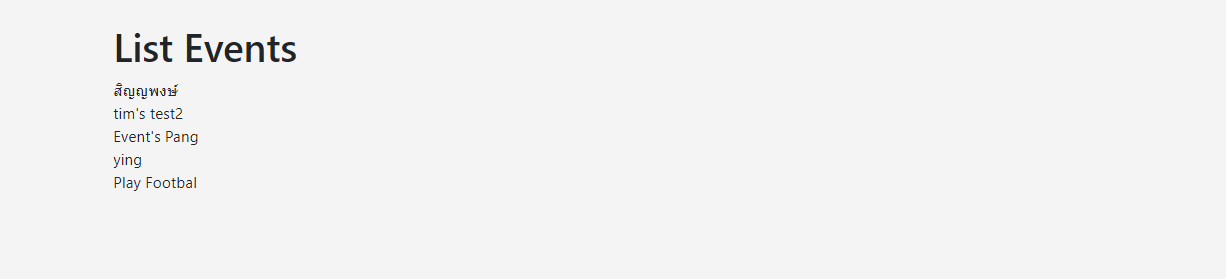 List Events
สิญญพงษ์
tim's test2
Event's Pang
ying
Play Footbal